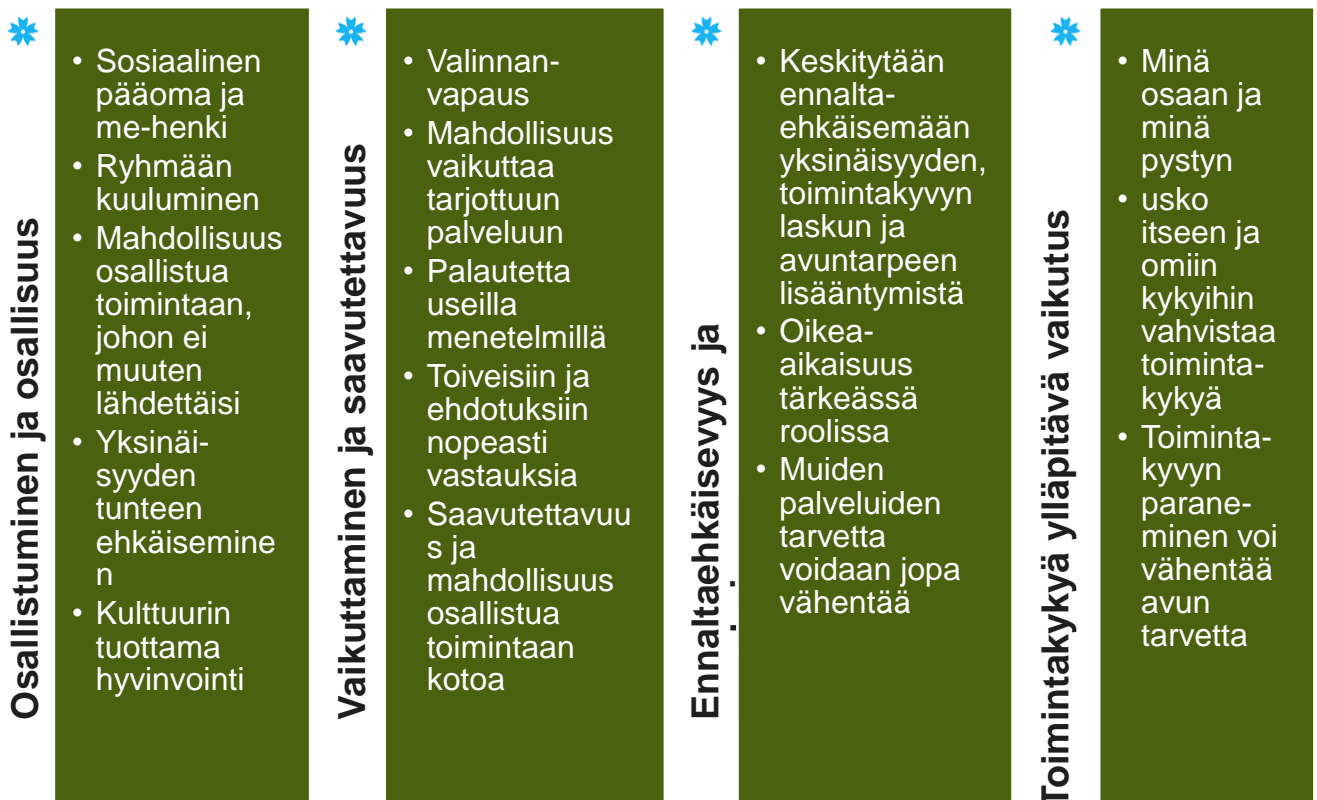 Osallistuminen ja osallisuus
• Sosiaalinen
pääoma ja
me-henki
• Ryhmään
kuuluminen
• Mahdollisuus
osallistua
toimintaan,
johon ei
muuten
lähdettäisi
• Yksinäi-
syyden
tunteen
ehkäisemine
n
• Kulttuurin
tuottama
hyvinvointi
Vaikuttaminen ja saavutettavuus
• Valinnan-
vapaus
• Mahdollisuus
vaikuttaa
tarjottuun
palveluun
• Palautetta
useilla
menetelmillä
• Toiveisiin ja
ehdotuksiin
nopeasti
vastauksia
• Saavutettavuu
s ja
mahdollisuus
osallistua
toimintaan
kotoa
Ennaltaehkäisevyys ja
• Keskitytään
ennalta-
ehkäisemään
yksinäisyyden,
toimintakyvyn
laskun ja
avuntarpeen
lisääntymistä
• Oikea-
aikaisuus
tärkeässä
roolissa
• Muiden
palveluiden
tarvetta
voidaan jopa
vähentää
Toimintakykyä ylläpitävä vaikutus
• Minä
osaan ja
minä
pystyn
• usko
itseen ja
omiin
kykyihin
vahvistaa
toiminta-
kykyä
• Toiminta-
kyvyn
parane-
minen voi
vähentää
avun
tarvetta